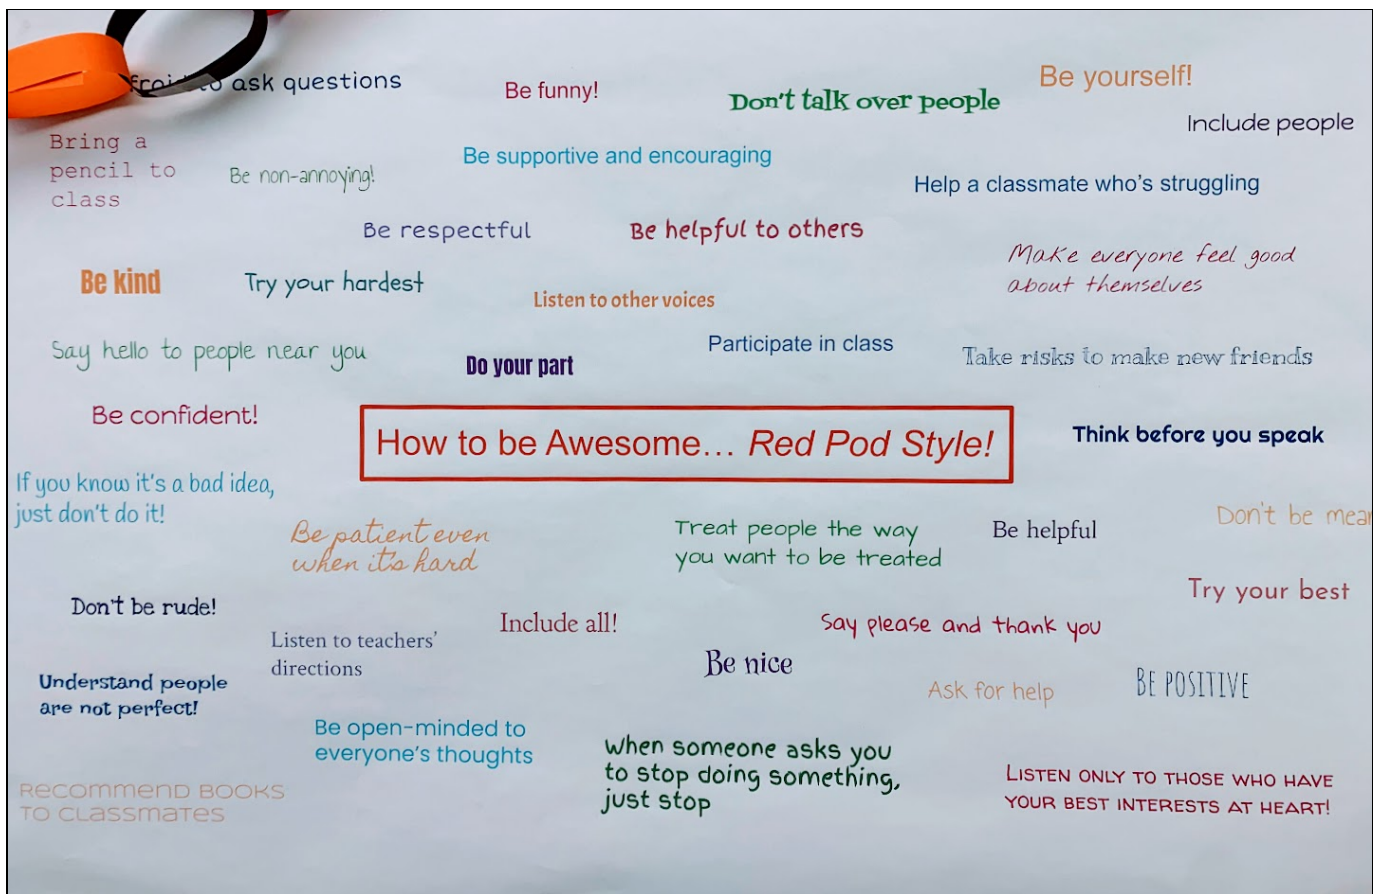 ask questions
Be funny!
Don't talk over people
Be yourself!
Include people
Bring a
pencil to
class
Be non-annoying!
Be supportive and encouraging
Help a classmate who's struggling
Be respectful
Be helpful to others
Make everyone feel good
about themselves
Be kind
Try your hardest
Listen to other voices
Say hello to people near you
Do your part
Participate in class
Take risks to make new friends
Be confident!
How to be Awesome... Red Pod Style!
Think before you speak
If you know it's a bad idea,
just don't do it!
Be patient even
when it's hard
Treat people the way
you want to be treated
Be helpful
Don't be
Try your best
Don't be rude!
Listen to teachers'
directions
Include all!
Say please and thank you
Be nice
Understand people
are not perfect!
Ask for help
BE POSITIVE
Be open-minded to
everyone's thoughts
When someone asks you
to stop doing something,
just stop
LISTEN ONLY TO THOSE WHO HAVE
YOUR BEST INTERESTS AT HEART!
Recommend BOOKS
TO CLassmates